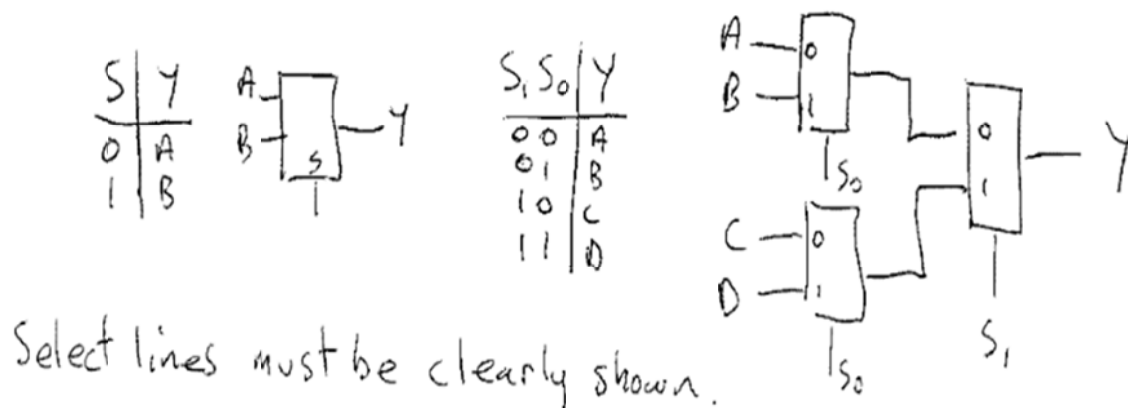 S Y
0 A
1 B
A
B
S
Y
S₁ S₀ Y
0 0 A
0 1 B
1 0 C
1 1 D
A 0
B 1
S₀
C 0
D 1
S₀
0
1
Y
S₁
Select lines must be clearly shown.